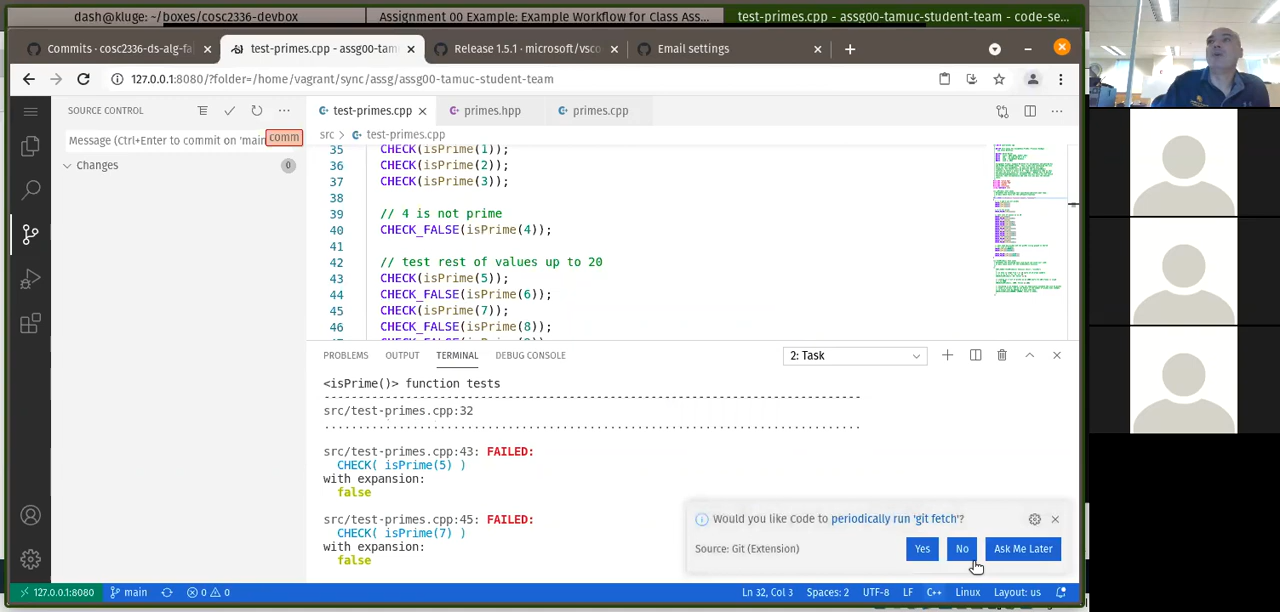 dash@kluge: ~/boxes/cosc2336-devbox
Assignment 00 Example: Example Workflow for Class Ass...
test-primes.cpp - assg00-tamuc-student-team - code-se...
Commits · cosc2336-ds-alg-fal
test-primes.cpp - assg00-tam
Release 1.5.1 · microsoft/vsco
Email settings
127.0.0.1:8080/?folder=/home/vagrant/sync/assg/assg00-tamuc-student-team
SOURCE CONTROL
test-primes.cpp
primes.hpp
primes.cpp
Message (Ctrl+Enter to commit on 'main
comm
src > test-primes.cpp
Changes
0
35 CHECK(isPrime(1));
36 CHECK(isPrime(2));
37 CHECK(isPrime(3));
38
39 // 4 is not prime
40 CHECK_FALSE(isPrime(4));
41
42 // test rest of values up to 20
43 CHECK(isPrime(5));
44 CHECK_FALSE(isPrime(6));
45 CHECK(isPrime(7));
46 CHECK_FALSE(isPrime(8));
PROBLEMS OUTPUT TERMINAL DEBUG CONSOLE
2: Task
<isPrime()> function tests
-------------------------------------------------------------------------------
src/test-primes.cpp:32
...............................................................................
src/test-primes.cpp:43: FAILED:
CHECK( isPrime(5) )
with expansion:
false
src/test-primes.cpp:45: FAILED:
CHECK( isPrime(7) )
with expansion:
false
Would you like Code to periodically run 'git fetch'?
Source: Git (Extension)
Yes
No
Ask Me Later
127.0.0.1:8080
main
0 0
Ln 32, Col 3
Spaces: 2
UTF-8
LF
C++
Linux
Layout: us